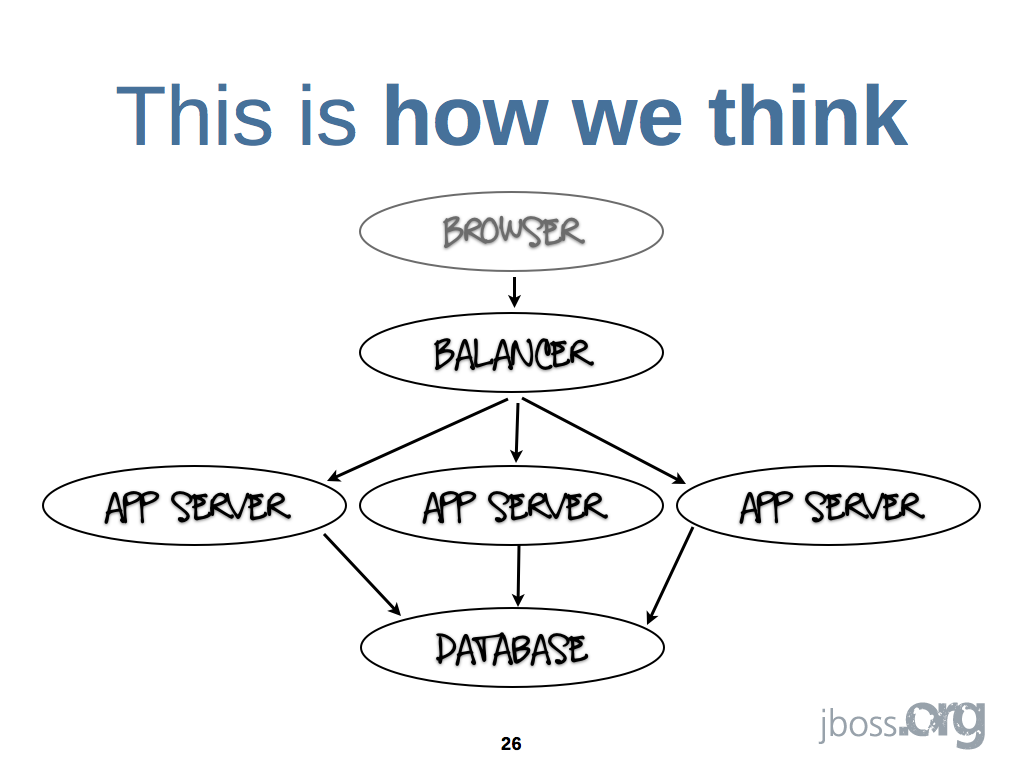 This is how we think
BROWSER
BALANCER
APP SERVER APP SERVER APP SERVER
DATABASE
jboss.org
26